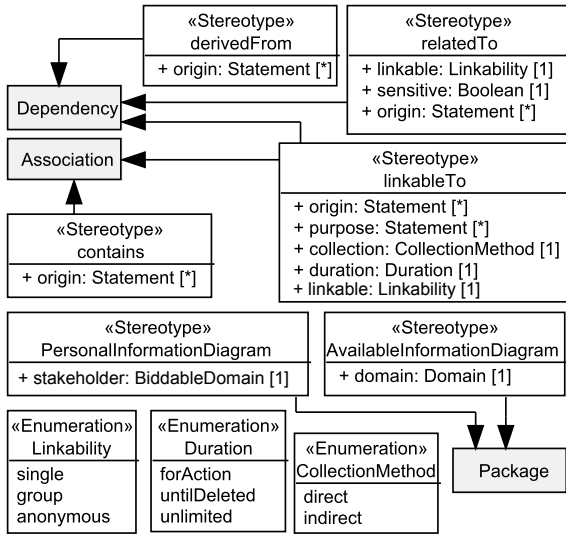 «Stereotype»
derivedFrom
+ origin: Statement [*]
«Stereotype»
relatedTo
+ linkable: Linkability [1]
+ sensitive: Boolean [1]
+ origin: Statement [*]
Dependency
Association
«Stereotype»
linkableTo
+ origin: Statement [*]
+ purpose: Statement [*]
+ collection: CollectionMethod [1]
+ duration: Duration [1]
+ linkable: Linkability [1]
«Stereotype»
contains
+ origin: Statement [*]
«Stereotype»
PersonalInformationDiagram
+ stakeholder: BiddableDomain [1]
«Stereotype»
AvailableInformationDiagram
+ domain: Domain [1]
«Enumeration»
Linkability
single
group
anonymous
«Enumeration»
Duration
forAction
untilDeleted
unlimited
«Enumeration»
CollectionMethod
direct
indirect
Package